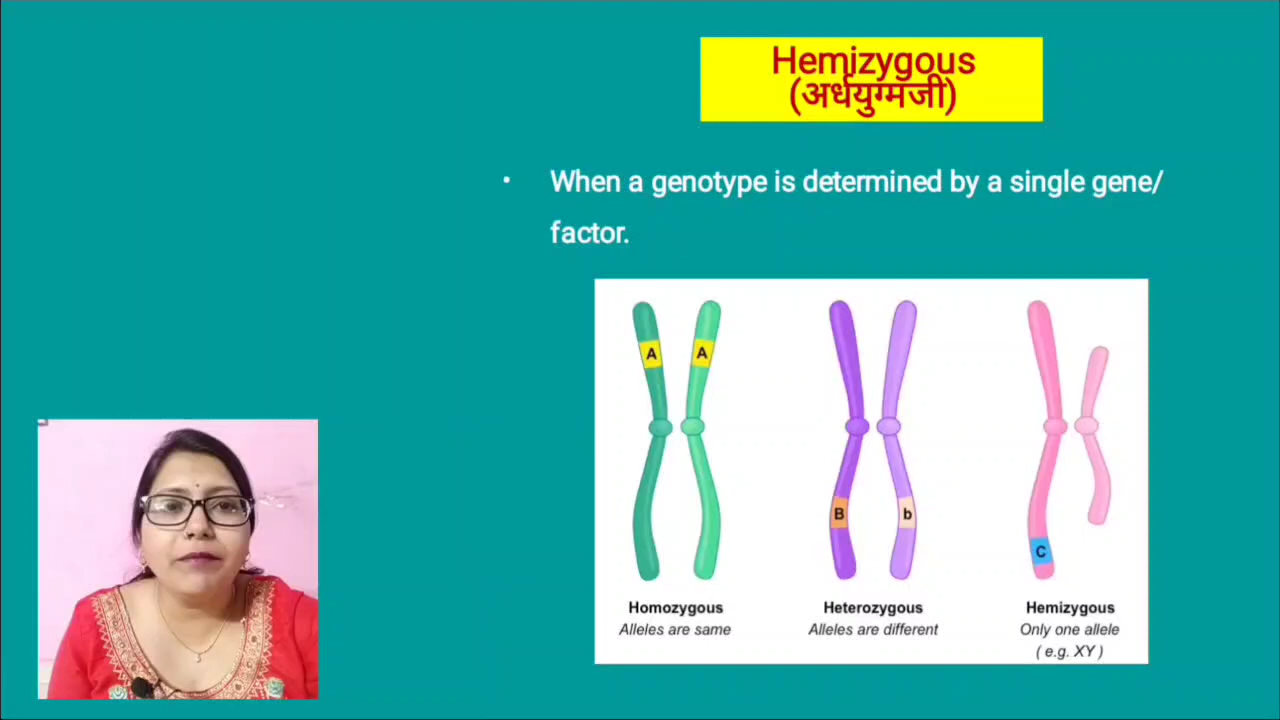 Hemizygous
(अर्धयुग्मजी)
• When a genotype is determined by a single gene/
factor.
A A
B b
C
Homozygous
Alleles are same
Heterozygous
Alleles are different
Hemizygous
Only one allele
( e.g. XY )